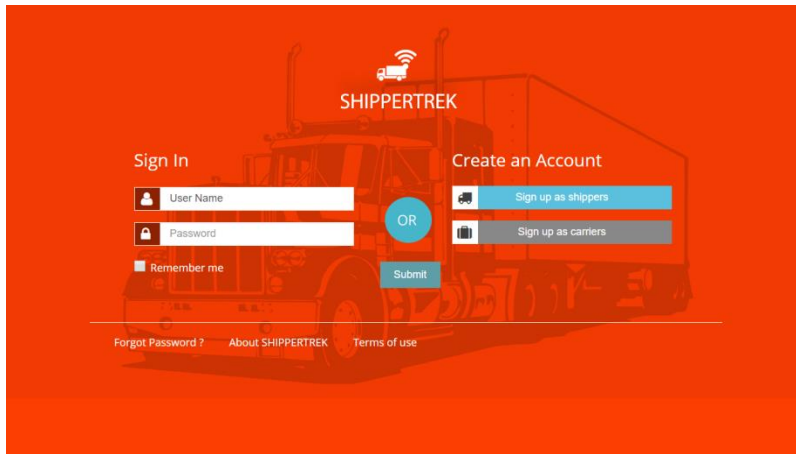 SHIPPERTREK
Sign In
User Name
Password
Remember me
OR
Create an Account
Sign up as shippers
Sign up as carriers
Submit
Forgot Password ?
About SHIPPERTREK
Terms of use